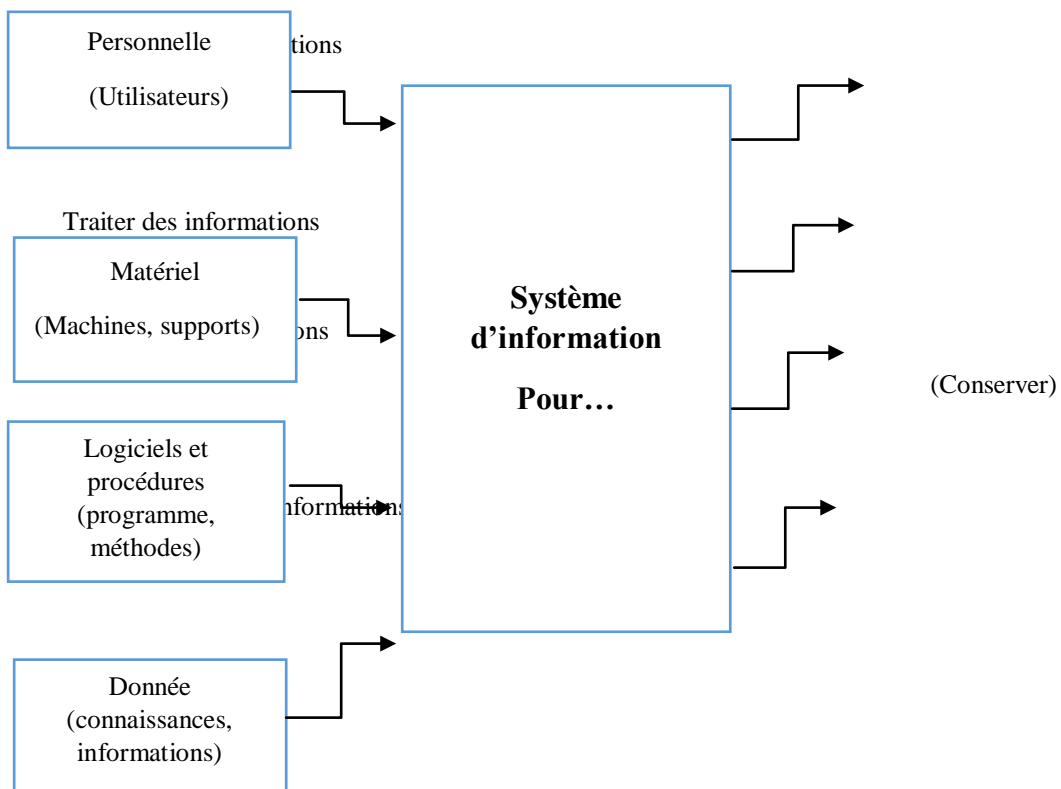 Personnelle
(Utilisateurs)
Traiter des informations
Matériel
(Machines, supports)
Logiciels et
procédures
(programme,
méthodes)
Donnée
(connaissances,
informations)
Système
d’information
Pour…
(Conserver)